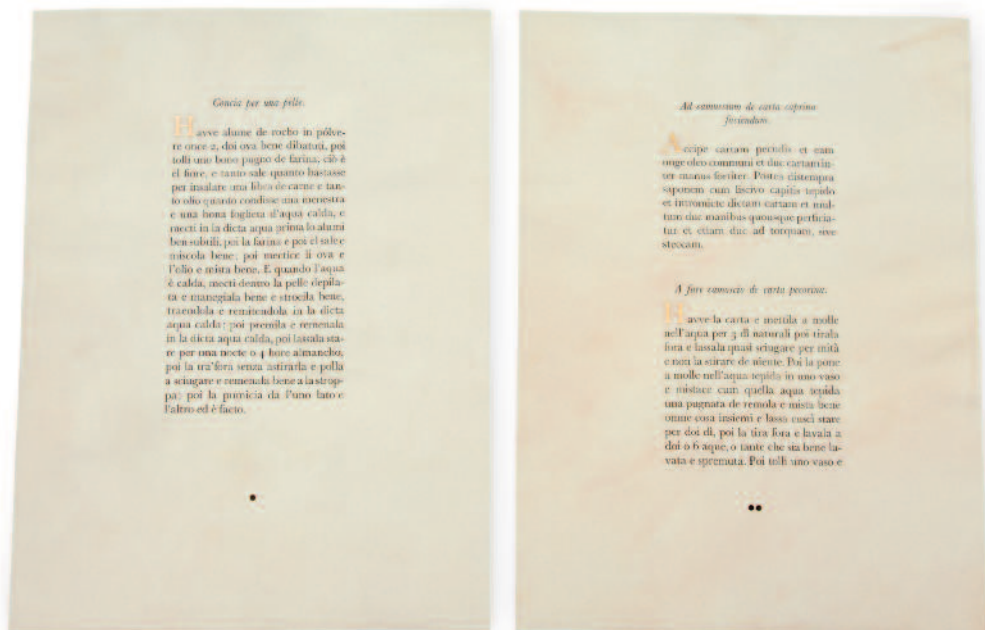 Concia per una pelle.
Havve alume de rocho in pólve-
re once 2, doi ova bene dibatuti, poi
tolli uno bono pugno de farina, ciò è
el fiore, e tanto sale quanto bastasse
per insalare una libra de carne e tan-
to olio quanto condisse una menestra
e una bona foglieta d'aqua calda, e
mecti in la dicta aqua prima lo alumi
ben subtili, poi la farina e poi el sale e
miscola bene; poi mectice li ova e
l'olio e mista bene. E quando l'aqua
è calda, mecti dentro la pelle depila-
ta e manegiala bene e strocila bene,
traendola e remitendola in la dicta
aqua calda; poi premila e remenala
in la dicta aqua calda, poi lassala sta-
re per una nocte o 4 hore almancho,
poi la tra'fora senza astirarla e polla
a sciugare e remenala bene a la strop-
pa; poi la pumicia da l'uno lato e
l'altro ed è facto.
Ad camussium de carta caprina
faciendum.
Accipe cartam pecudis et eam
unge oleo communi et duc cartam in-
ter manus fortiter. Postea distempra
saponem cum liscivo capitis tepido
et intromicte dictam cartam et mul-
tum duc manibus quousque perficia-
tur et etiam duc ad torquam, sive
steccam.
A fare camoscio de carta pecorina.
Havve la carta e mettila a molle
nell'aqua per 3 dì naturali poi tirala
fora e lassala quasi sciugare per mità
e non la stirare de niente. Poi la pone
a molle nell'aqua tepida in uno vaso
e mistace cum quella aqua tepida
una pugnata de remola e mista bene
omne cosa insiemi e lassa cusci stare
per doi dì, poi la tira fora e lavala a
doi o 6 aque, o tante che sia bene la-
vata e spremuta. Poi tolli uno vaso e